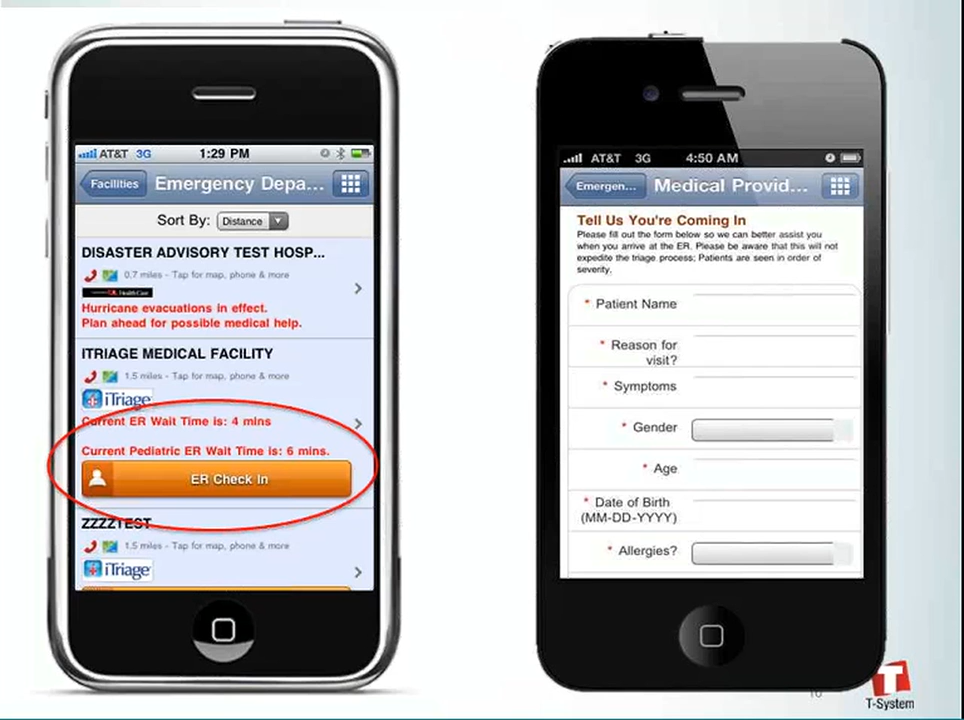 AT&T 3G 1:29 PM
Facilities Emergency Depa...
Sort By: Distance
DISASTER ADVISORY TEST HOSP...
0.7 miles - Tap for map, phone & more
Hurricane evacuations in effect.
Plan ahead for possible medical help.
ITRIAGE MEDICAL FACILITY
1.5 miles - Tap for map, phone & more
iTriage
Current ER Wait Time is: 4 mins
Current Pediatric ER Wait Time is: 6 mins.
ER Check In
ZZZZTEST
1.5 miles - Tap for map, phone & more
iTriage
AT&T 3G 4:50 AM
Emergen... Medical Provid...
Tell Us You're Coming In
Please fill out the form below so we can better assist you
when you arrive at the ER. Please be aware that this will not
expedite the triage process; Patients are seen in order of
severity.
* Patient Name
* Reason for
visit?
* Symptoms
* Gender
* Age
* Date of Birth
(MM-DD-YYYY)
* Allergies?
T-System